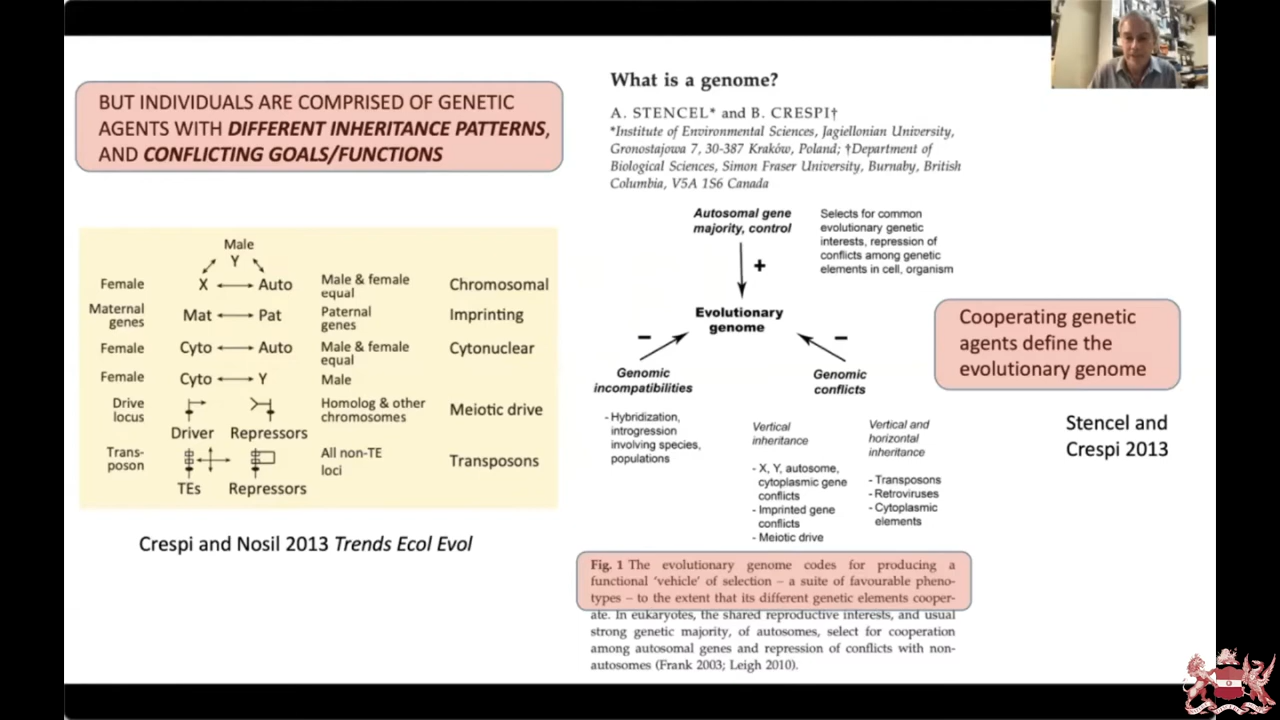 BUT INDIVIDUALS ARE COMPRISED OF GENETIC
AGENTS WITH DIFFERENT INHERITANCE PATTERNS,
AND CONFLICTING GOALS/FUNCTIONS
Male
Y
Female X Auto Male & female equal Chromosomal
Maternal genes Mat Pat Paternal genes Imprinting
Female Cyto Auto Male & female equal Cytonuclear
Female Cyto Y Male
Drive locus Homolog & other chromosomes Meiotic drive
Driver Repressors
Trans-poson All non-TE loci Transposons
TEs Repressors
Crespi and Nosil 2013 Trends Ecol Evol
What is a genome?
A. STENCEL* and B. CRESPI†
*Institute of Environmental Sciences, Jagiellonian University,
Gronostajowa 7, 30-387 Kraków, Poland; †Department of
Biological Sciences, Simon Fraser University, Burnaby, British
Columbia, V5A 1S6 Canada
Autosomal gene
majority, control
Selects for common
evolutionary genetic
interests, repression of
conflicts among genetic
elements in cell, organism
+
Evolutionary
genome
–
–
Genomic
incompatibilities
- Hybridization,
introgression
involving species,
populations
Genomic
conflicts
Vertical
inheritance
- X, Y, autosome,
cytoplasmic gene
conflicts
- Imprinted gene
conflicts
- Meiotic drive
Vertical and
horizontal
inheritance
- Transposons
- Retroviruses
- Cytoplasmic
elements
Cooperating genetic
agents define the
evolutionary genome
Stencel and
Crespi 2013
Fig. 1 The evolutionary genome codes for producing a
functional ‘vehicle’ of selection – a suite of favourable pheno-
types – to the extent that its different genetic elements cooper-
ate. In eukaryotes, the shared reproductive interests, and usual
strong genetic majority, of autosomes, select for cooperation
among autosomal genes and repression of conflicts with non-
autosomes (Frank 2003; Leigh 2010).